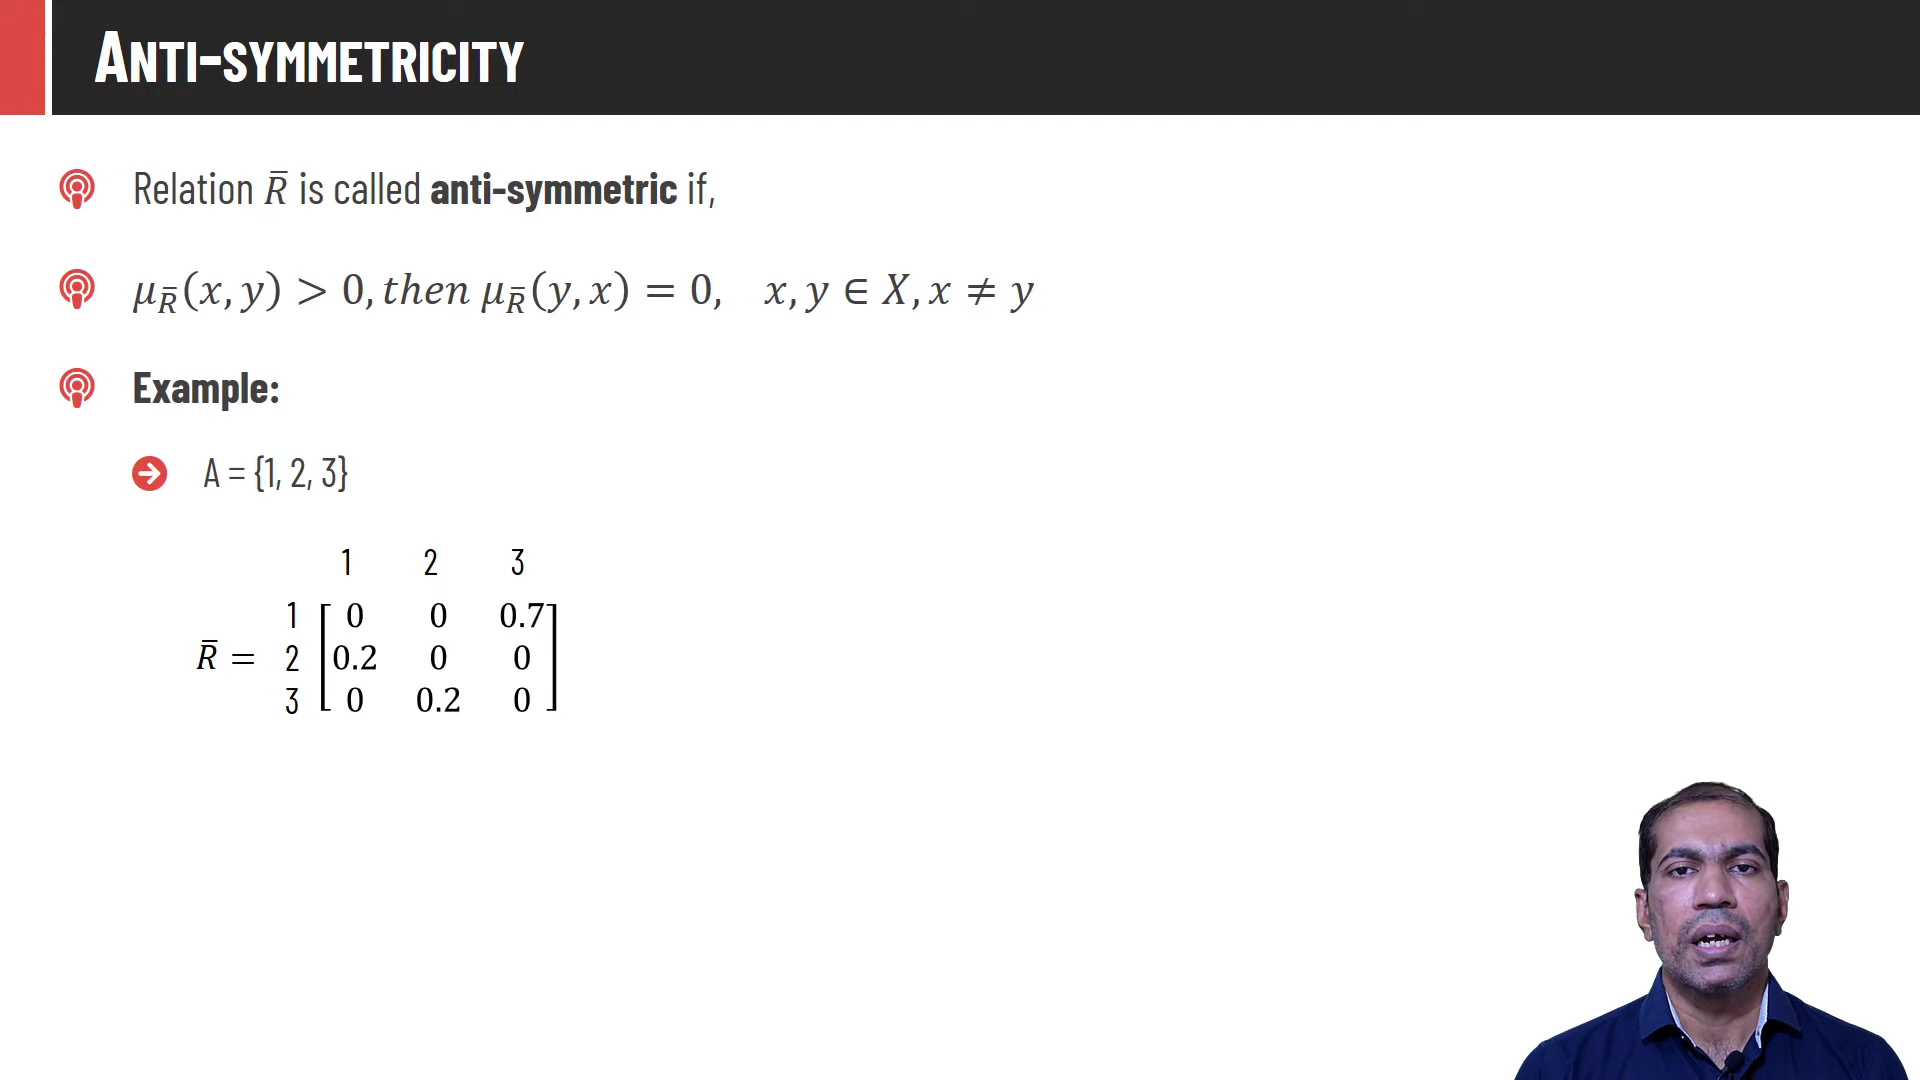 ANTI-SYMMETRICITY
Relation R̅ is called anti-symmetric if,
μ_R̅(x, y) > 0, then μ_R̅(y, x) = 0,   x, y ∈ X, x ≠ y
Example:
A = {1, 2, 3}
1 2 3
1 [0 0 0.7]
R̅ = 2 [0.2 0 0]
3 [0 0.2 0]